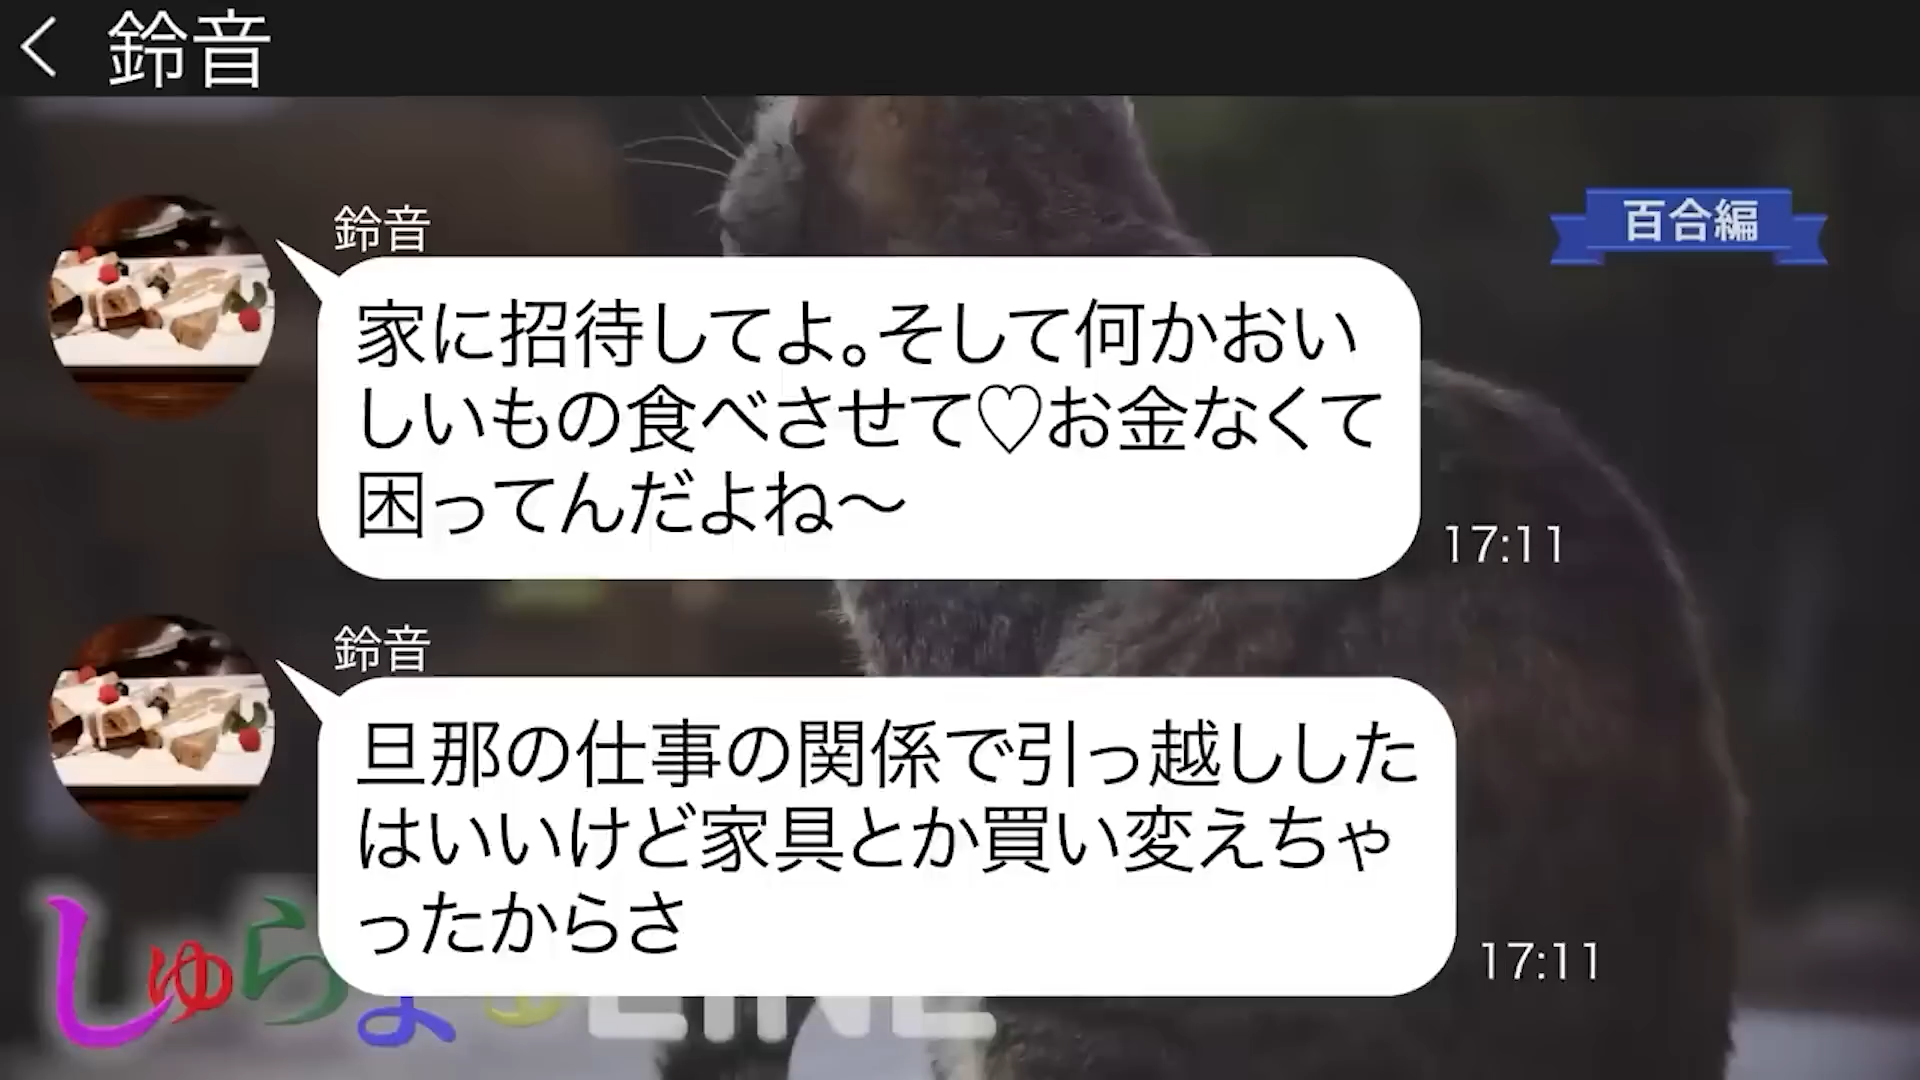 鈴音
百合編
鈴音
家に招待してよ。そして何かおい
しいもの食べさせて♡お金なくて
困ってんだよね〜
17:11
鈴音
旦那の仕事の関係で引っ越しした
はいいけど家具とか買い変えちゃ
ったからさ
17:11